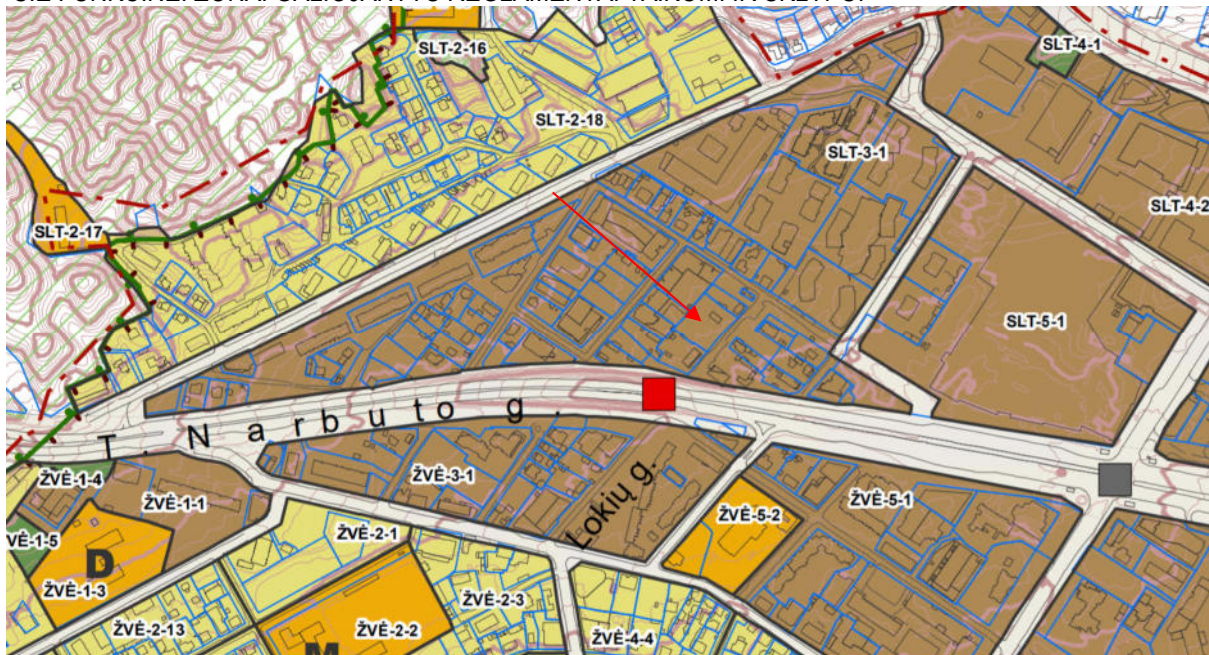 SLT-2-16
SLT-4-1
SLT-2-18
SLT-3-1
SLT-4-2
SLT-2-17
SLT-5-1
T. Narbuto g.
ŽVĖ-1-4
ŽVĖ-3-1
Lokių g.
ŽVĖ-1-1
ŽVĖ-5-2
ŽVĖ-5-1
VĖ-1-5
D
ŽVĖ-2-1
ŽVĖ-1-3
ŽVĖ-2-3
ŽVĖ-2-13
ŽVĖ-2-2
ŽVĖ-4-4
M